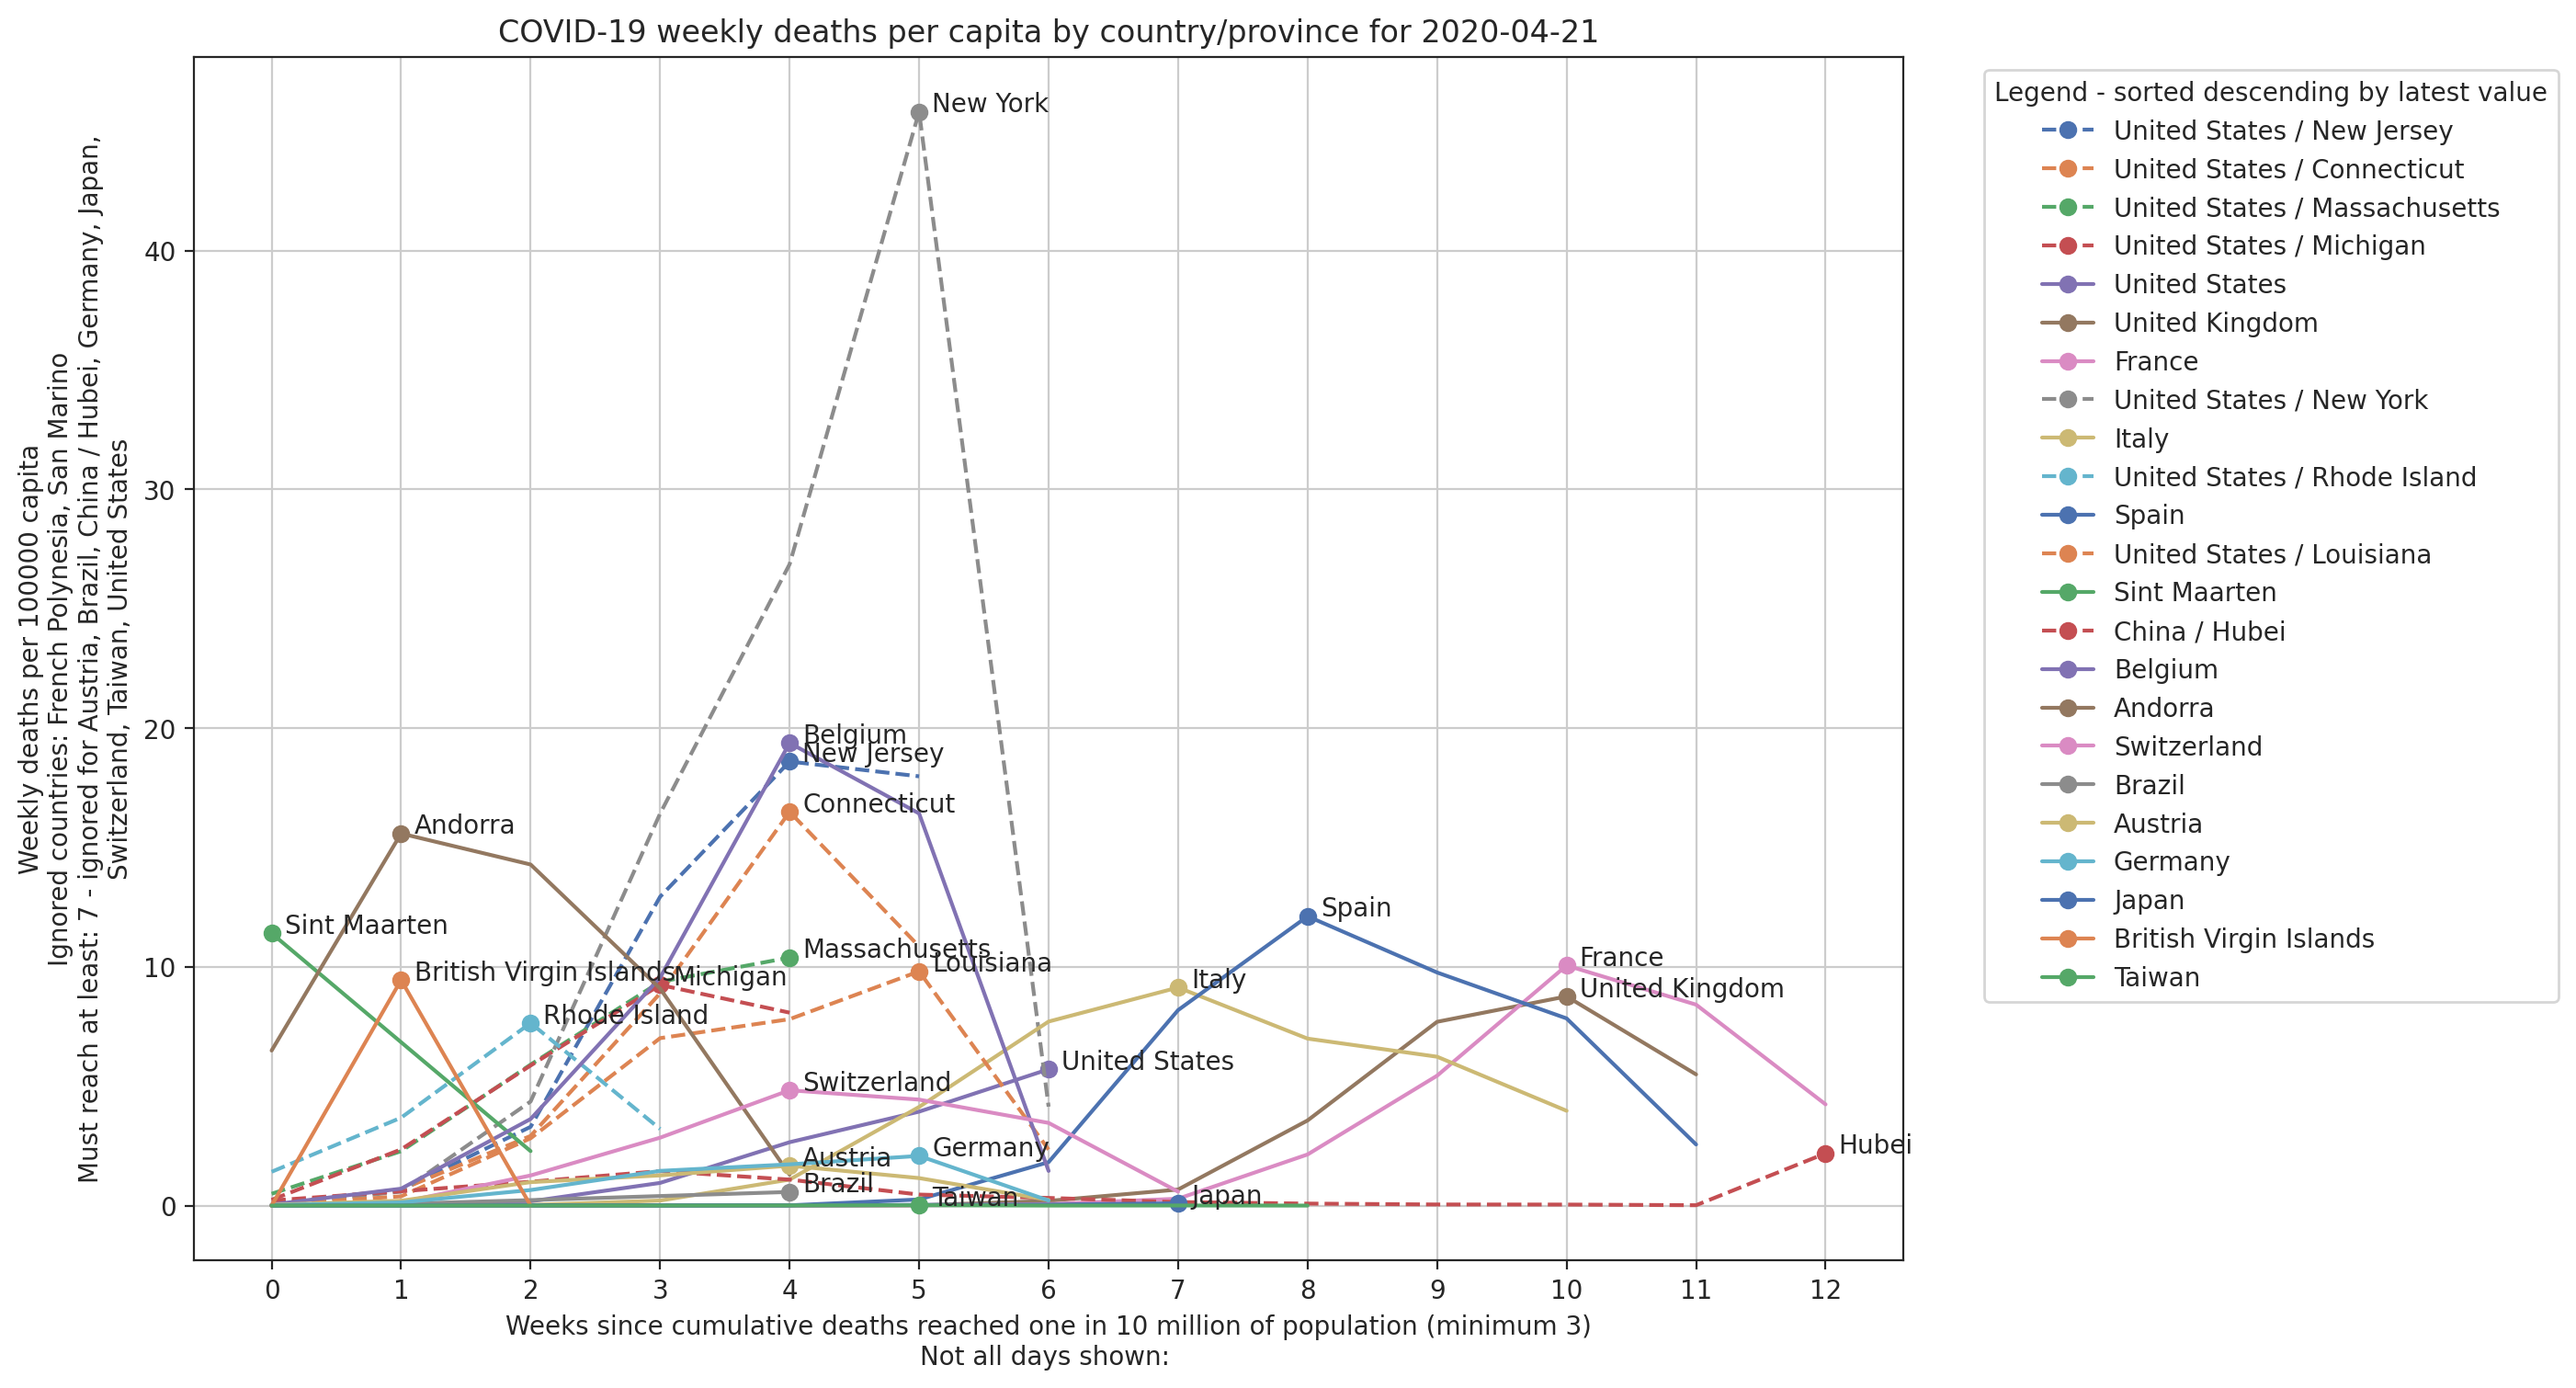 COVID-19 weekly deaths per capita by country/province for 2020-04-21
Weekly deaths per 100000 capita
Ignored countries: French Polynesia, San Marino
Must reach at least: 7 - ignored for Austria, Brazil, China / Hubei, Germany, Japan,
Switzerland, Taiwan, United States
40
30
20
10
0
New York
Belgium
New Jersey
Connecticut
Andorra
Sint Maarten
Spain
Massachusetts
Louisiana
British Virgin Islands
Michigan
Italy
France
United Kingdom
Rhode Island
United States
Switzerland
Germany
Austria
Brazil
Taiwan
Japan
Hubei
0 1 2 3 4 5 6 7 8 9 10 11 12
Weeks since cumulative deaths reached one in 10 million of population (minimum 3)
Not all days shown:
Legend - sorted descending by latest value
United States / New Jersey
United States / Connecticut
United States / Massachusetts
United States / Michigan
United States
United Kingdom
France
United States / New York
Italy
United States / Rhode Island
Spain
United States / Louisiana
Sint Maarten
China / Hubei
Belgium
Andorra
Switzerland
Brazil
Austria
Germany
Japan
British Virgin Islands
Taiwan